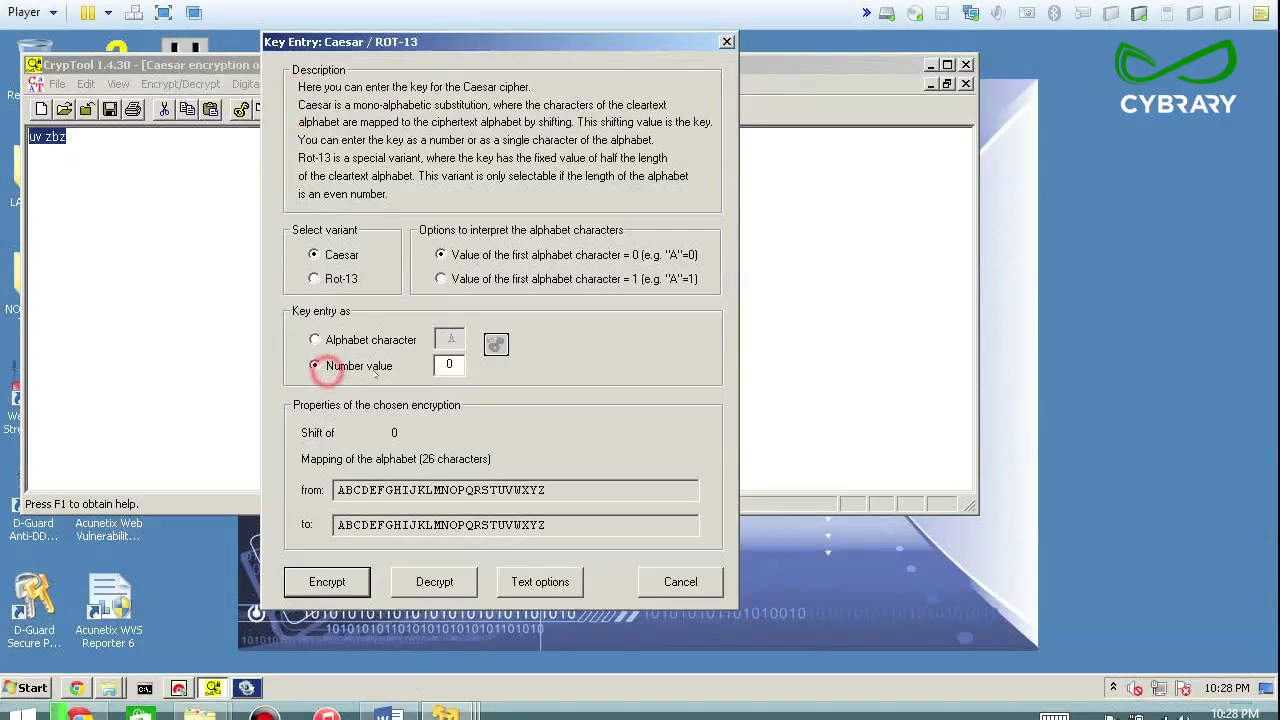 Player
Key Entry: Caesar / ROT-13
CrypTool 1.4.30 - [Caesar encryption o
File Edit View Encrypt/Decrypt Digita
uv zbz
Description
Here you can enter the key for the Caesar cipher.
Caesar is a mono-alphabetic substitution, where the characters of the cleartext
alphabet are mapped to the ciphertext alphabet by shifting. This shifting value is the key.
You can enter the key as a number or as a single character of the alphabet.
Rot-13 is a special variant, where the key has the fixed value of half the length
of the cleartext alphabet. This variant is only selectable if the length of the alphabet
is an even number.
Select variant
Caesar
Rot-13
Options to interpret the alphabet characters
Value of the first alphabet character = 0 (e.g. "A"=0)
Value of the first alphabet character = 1 (e.g. "A"=1)
Key entry as
Alphabet character A
Number value 0
Properties of the chosen encryption
Shift of 0
Mapping of the alphabet (26 characters)
from: ABCDEFGHIJKLMNOPQRSTUVWXYZ
to: ABCDEFGHIJKLMNOPQRSTUVWXYZ
Encrypt Decrypt Text options Cancel
Press F1 to obtain help.
CYBRARY
D-Guard
Anti-DD...
Acunetix Web
Vulnerabilit...
D-Guard
Secure P...
Acunetix WVS
Reporter 6
Start
10:28 PM
10:28 PM